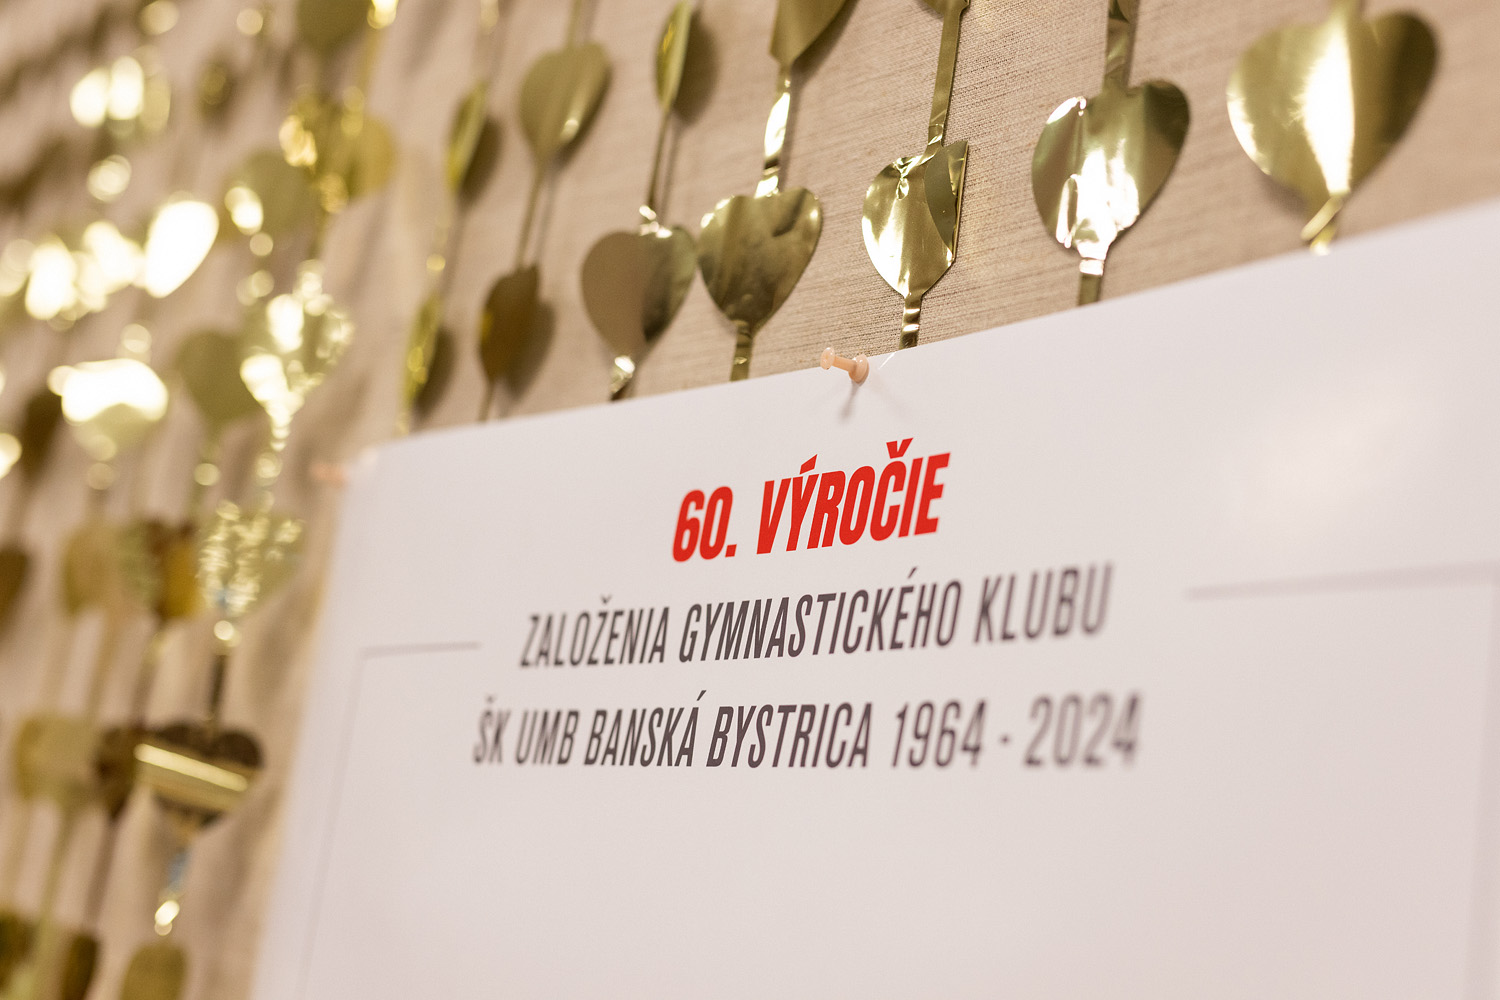 60. VÝROČIE
ZALOŽENIA GYMNASTICKÉHO KLUBU
ŠK UMB BANSKÁ BYSTRICA 1964 - 2024